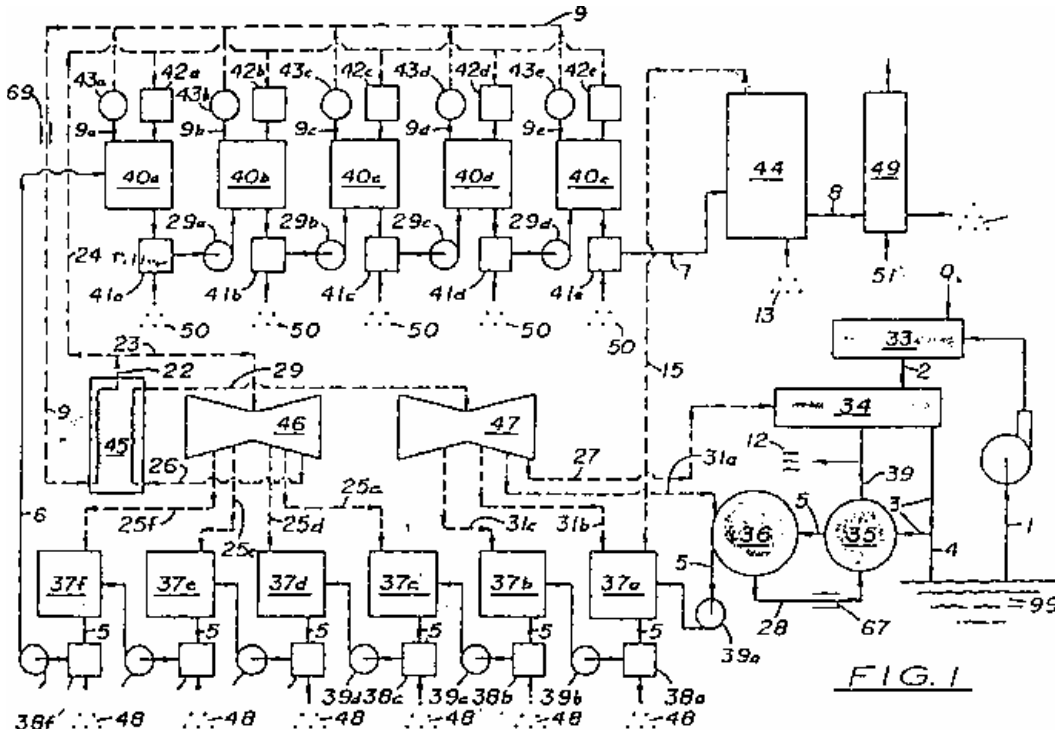 9
43a 42a 43b 42b 43c 42c 43d 42d 43e 42e
69
9a 9b 9c 9d 9e
40a 40b 40c 40d 40e 44 49
8
29a 29b 29c 29d
24 7
41a 41b 41c 41d 41e 13 51
50 50 50 50 50
33
23 2
22 29 15
34
9 45 46 47 12
26 27 31a 39 3
6 25c 5 1
25f 25e 25d 31c 31b 36 35 4
5
37f 37e 37d 37c 37b 37a 28 67 99
5 5 5 5 5 5 39a
39d 38c 39c 38b 39b 38a FIG. 1
38f 48 48 48 48 48 48